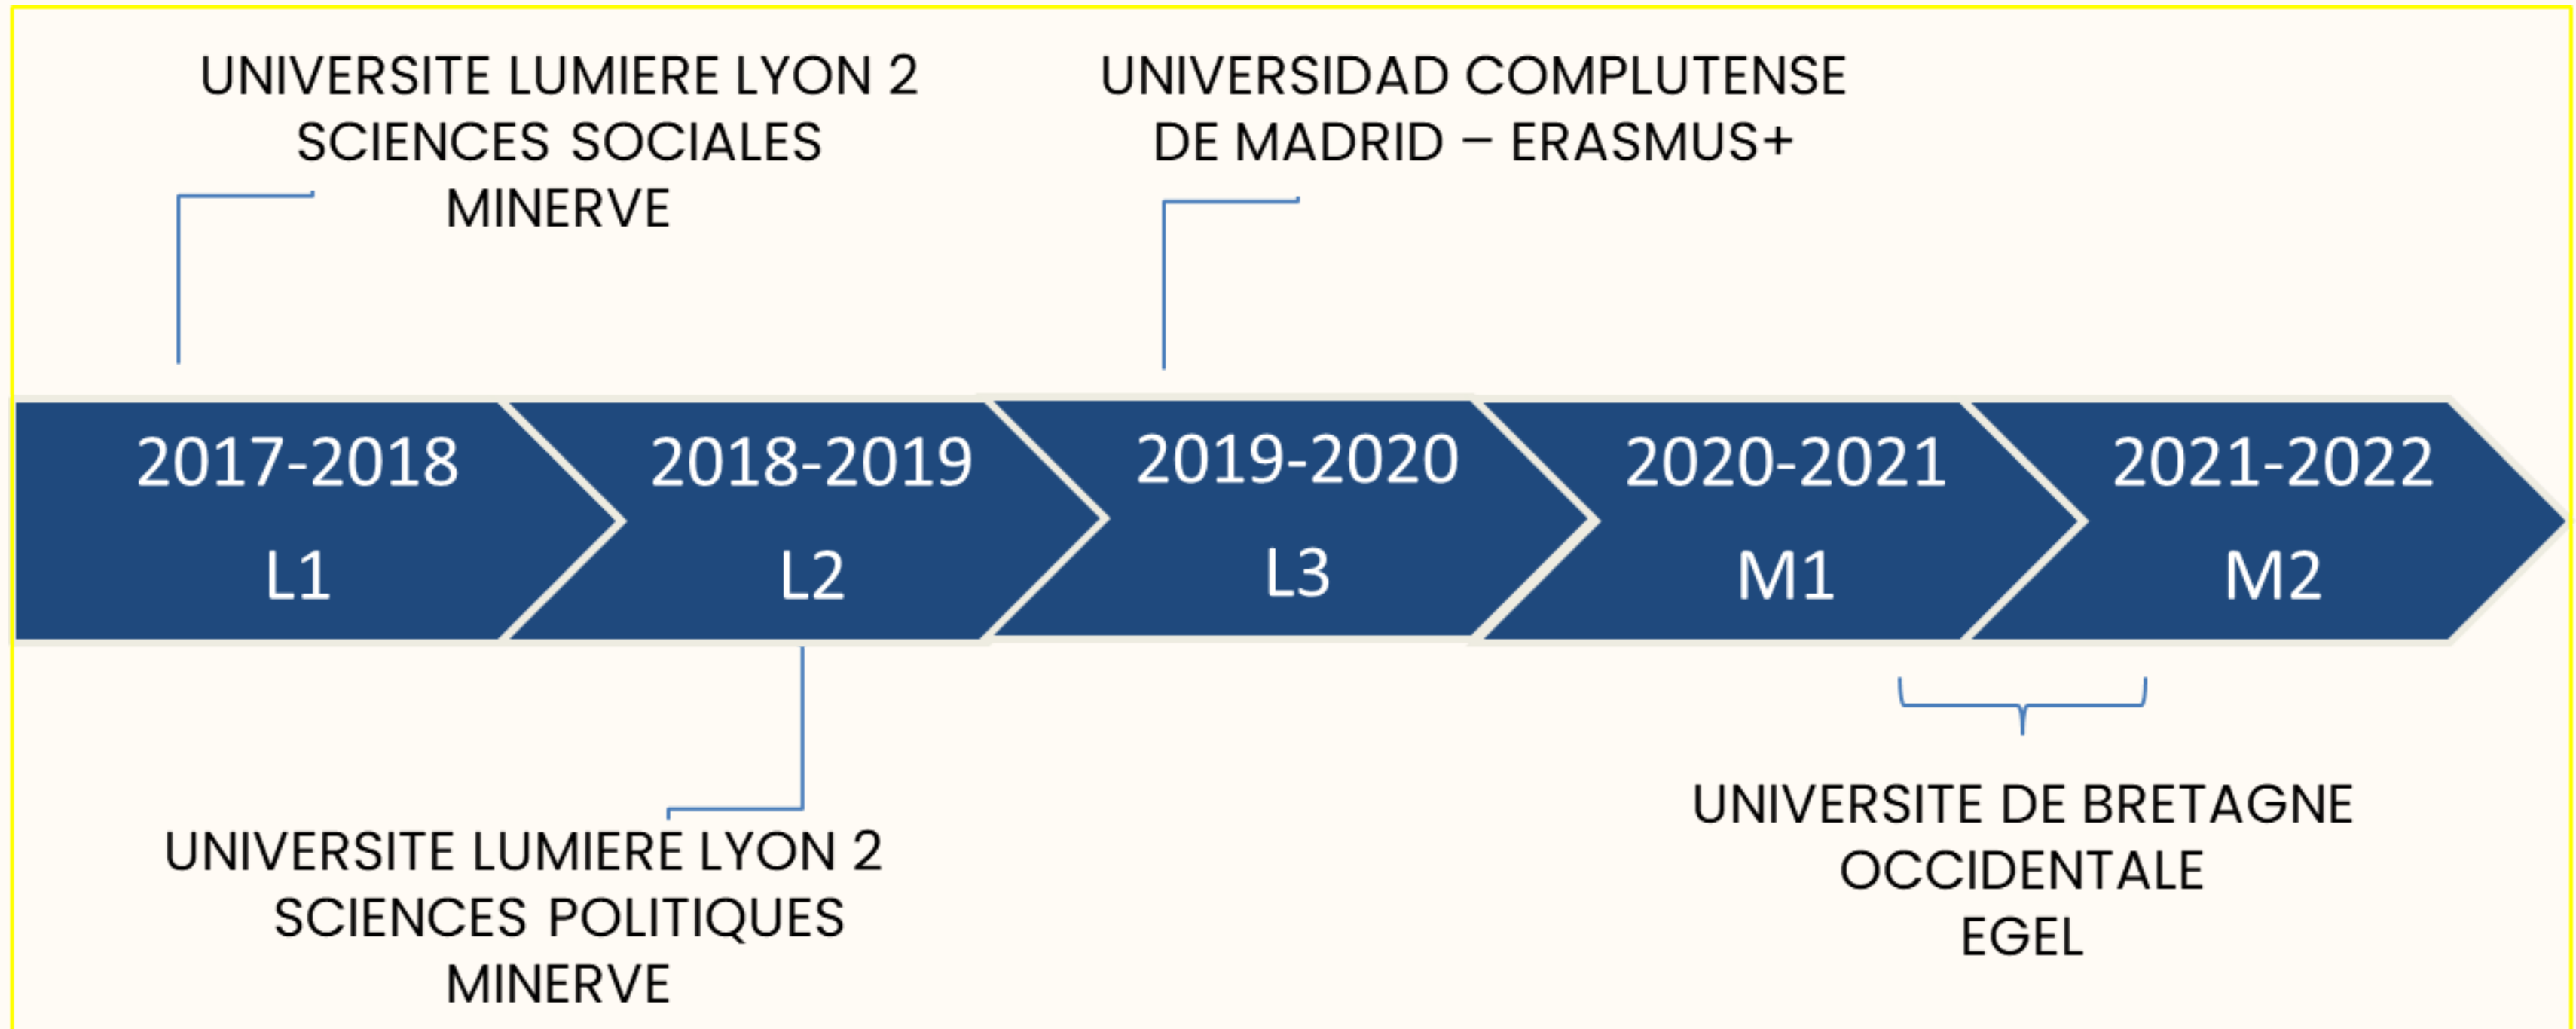 UNIVERSITE LUMIERE LYON 2
SCIENCES SOCIALES
MINERVE
UNIVERSIDAD COMPLUTENSE
DE MADRID – ERASMUS+
2017-2018
L1
2018-2019
L2
2019-2020
L3
2020-2021
M1
2021-2022
M2
UNIVERSITE LUMIERE LYON 2
SCIENCES POLITIQUES
MINERVE
UNIVERSITE DE BRETAGNE
OCCIDENTALE
EGEL